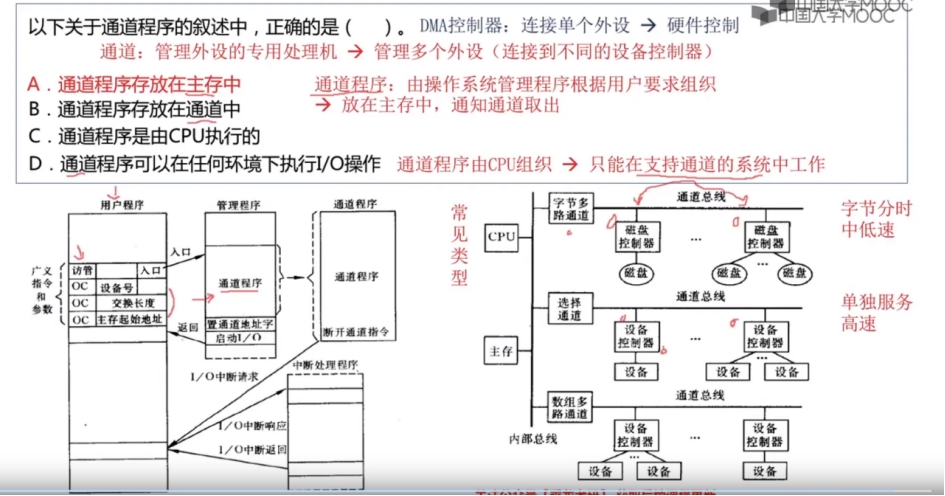 中国大学MOOC
中国大学MOOC
以下关于通道程序的叙述中，正确的是（　）。 DMA控制器：连接单个外设 → 硬件控制
通道：管理外设的专用处理机 → 管理多个外设（连接到不同的设备控制器）
A．通道程序存放在主存中 通道程序：由操作系统管理程序根据用户要求组织
B．通道程序存放在通道中 → 放在主存中，通知通道取出
C．通道程序是由CPU执行的
D．通道程序可以在任何环境下执行I/O操作 通道程序由CPU组织 → 只能在支持通道的系统中工作
用户程序
管理程序
通道程序
广义指令和参数
访管 入口
OC 设备号
OC 交换长度
OC 主存起始地址
入口
返回
通道程序
置通道地址字
启动I/O
通道程序
断开通道指令
中断处理程序
I/O中断请求
I/O中断响应
I/O中断返回
常见类型
CPU
主存
内部总线
字节多路通道
通道总线
磁盘控制器
…
磁盘控制器
磁盘
磁盘
…
磁盘
字节分时
中低速
选择通道
通道总线
设备控制器
…
设备控制器
设备
设备
设备
单独服务
高速
数组多路通道
通道总线
设备控制器
…
设备控制器
设备
…
设备
设备